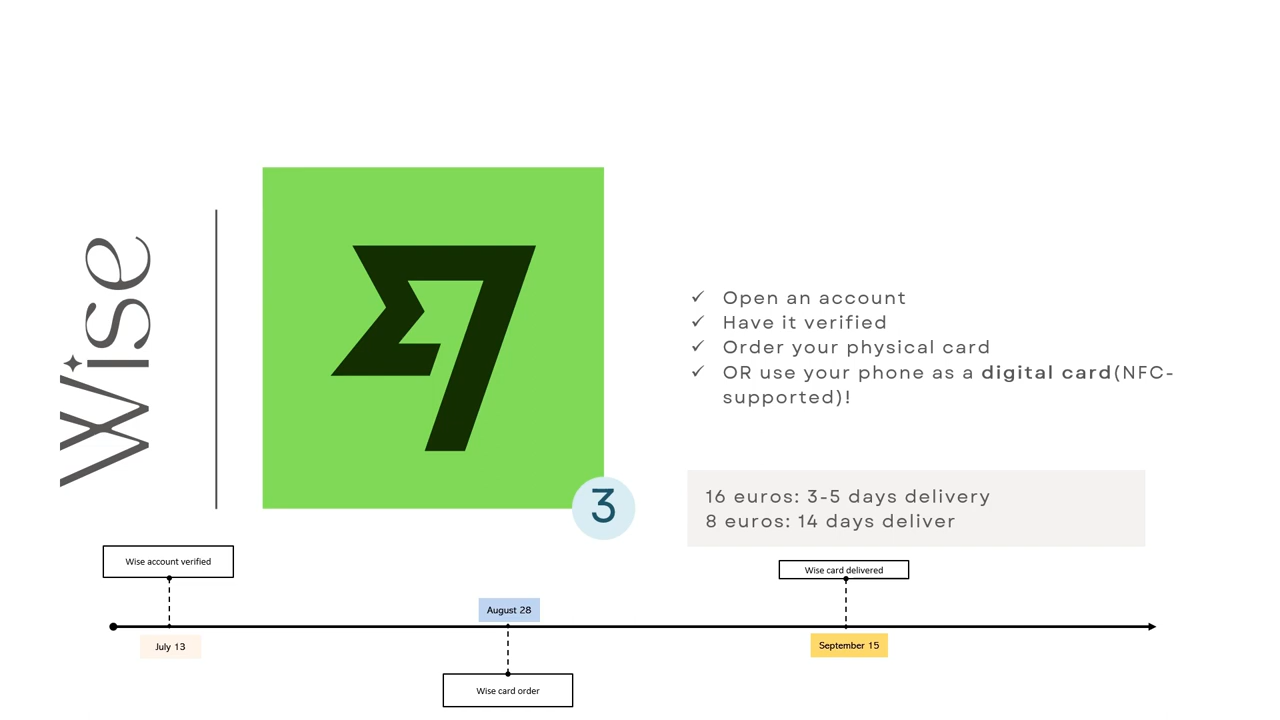 Wise
Open an account
Have it verified
Order your physical card
OR use your phone as a digital card(NFC-
supported)!
3
16 euros: 3-5 days delivery
8 euros: 14 days deliver
Wise account verified
Wise card delivered
August 28
July 13
September 15
Wise card order